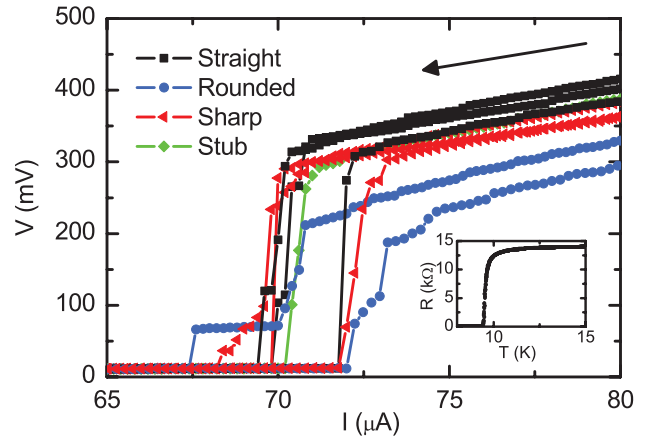 500
400
300
200
100
0
V (mV)
Straight
Rounded
Sharp
Stub
15
10
5
0
R (kΩ)
10
15
T (K)
65
70
75
80
I (μA)